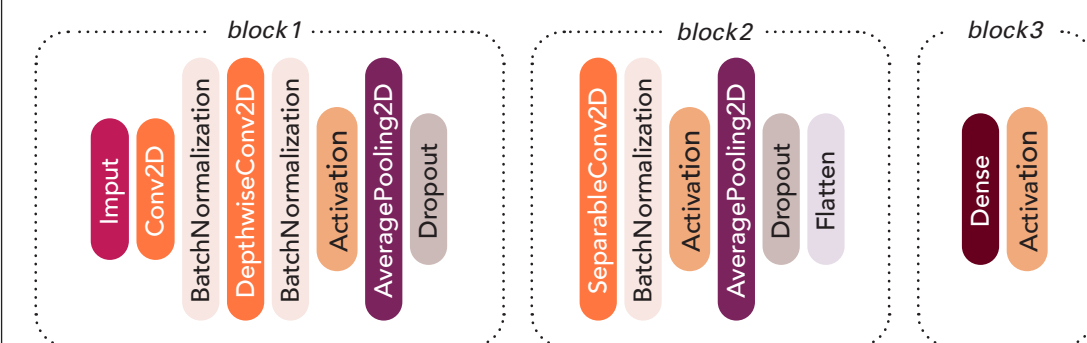 block1
Imput
Conv2D
BatchNormalization
DepthwiseConv2D
BatchNormalization
Activation
AveragePooling2D
Dropout
block2
SeparableConv2D
BatchNormalization
Activation
AveragePooling2D
Dropout
Flatten
block3
Dense
Activation